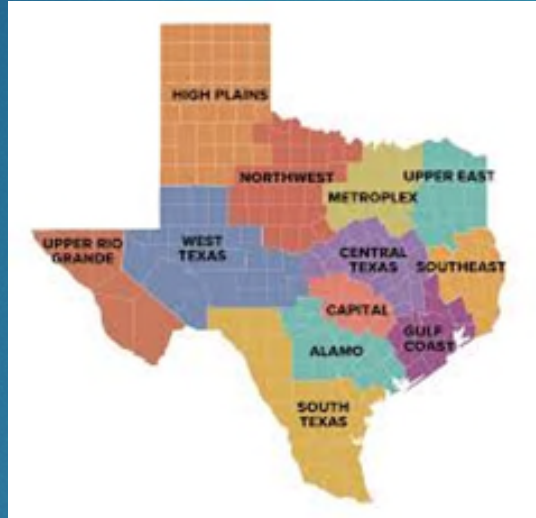 HIGH PLAINS
NORTHWEST
UPPER EAST
METROPLEX
UPPER RIO
GRANDE
WEST
TEXAS
CENTRAL
TEXAS
SOUTHEAST
CAPITAL
GULF
COAST
ALAMO
SOUTH
TEXAS